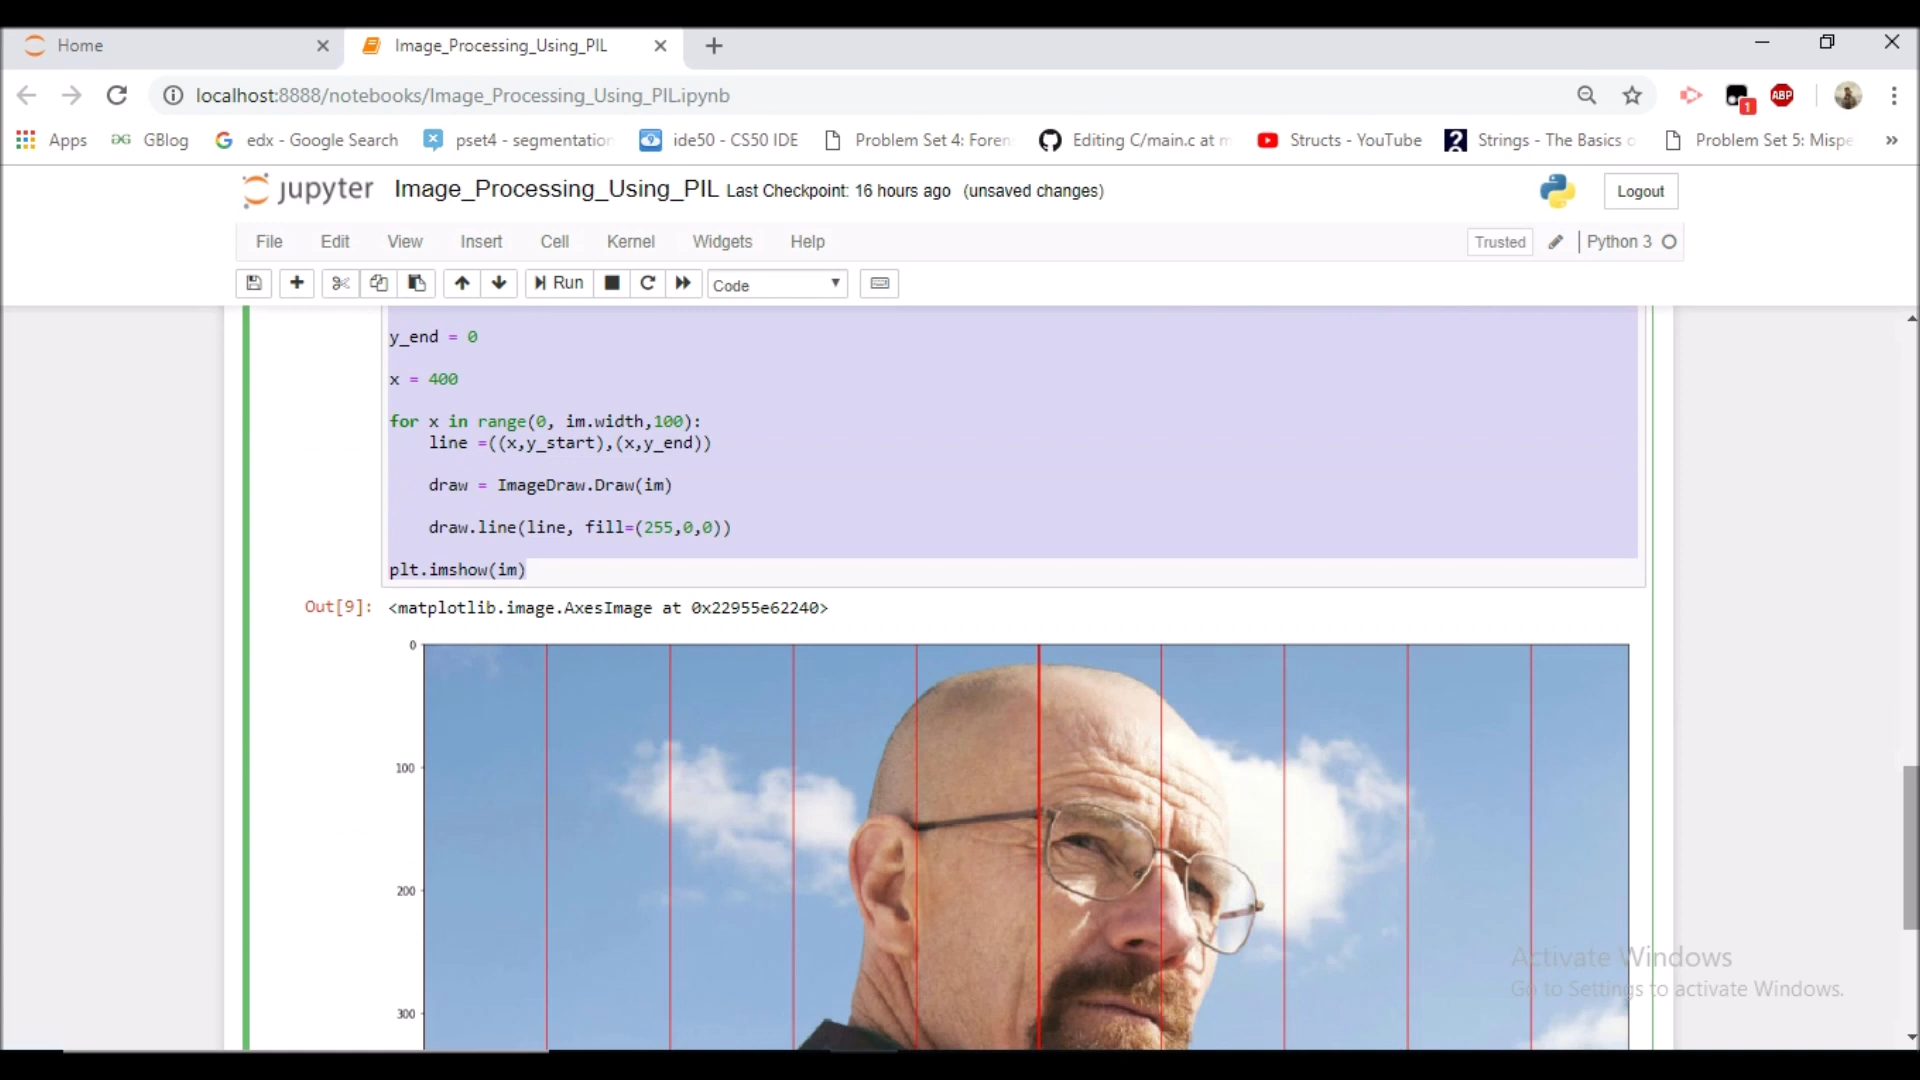 Home
Image_Processing_Using_PIL
localhost:8888/notebooks/Image_Processing_Using_PIL.ipynb
1
ABP
Apps
GBlog
edx - Google Search
pset4 - segmentation
ide50 - CS50 IDE
Problem Set 4: Foren
Editing C/main.c at m
Structs - YouTube
Strings - The Basics o
Problem Set 5: Mispe
»
jupyter Image_Processing_Using_PIL Last Checkpoint: 16 hours ago (unsaved changes)
Logout
File Edit View Insert Cell Kernel Widgets Help
Trusted
Python 3
Run
Code
y_end = 0
x = 400
for x in range(0, im.width,100):
line =((x,y_start),(x,y_end))
draw = ImageDraw.Draw(im)
draw.line(line, fill=(255,0,0))
plt.imshow(im)
Out[9]: <matplotlib.image.AxesImage at 0x22955e62240>
0
100
200
300
Activate Windows
Go to Settings to activate Windows.